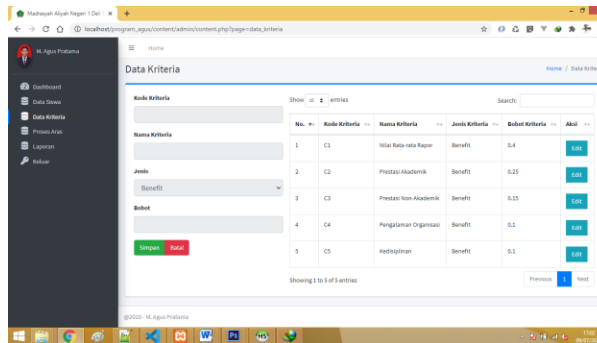 Madrasyah Aliyah Negeri 1 Deli
localhost/program_agus/content/admin/content.php?page=data_kriteria
M. Agus Pratama
Home
Data Kriteria
Home / Data Kriter
Dashboard
Data Siswa
Data Kriteria
Proses Aras
Laporan
Keluar
Kode Kriteria
Nama Kriteria
Jenis
Benefit
Bobot
Simpan Batal
Show 10 entries
Search:
No. Kode Kriteria Nama Kriteria Jenis Kriteria Bobot Kriteria Aksi
1 C1 Nilai Rata-rata Rapor Benefit 0.4 Edit
2 C2 Prestasi Akademik Benefit 0.25 Edit
3 C3 Prestasi Non-Akademik Benefit 0.15 Edit
4 C4 Pengalaman Organisasi Benefit 0.1 Edit
5 C5 Kedisiplinan Benefit 0.1 Edit
Showing 1 to 5 of 5 entries
Previous 1 Next
@2020 - M. Agus Pratama